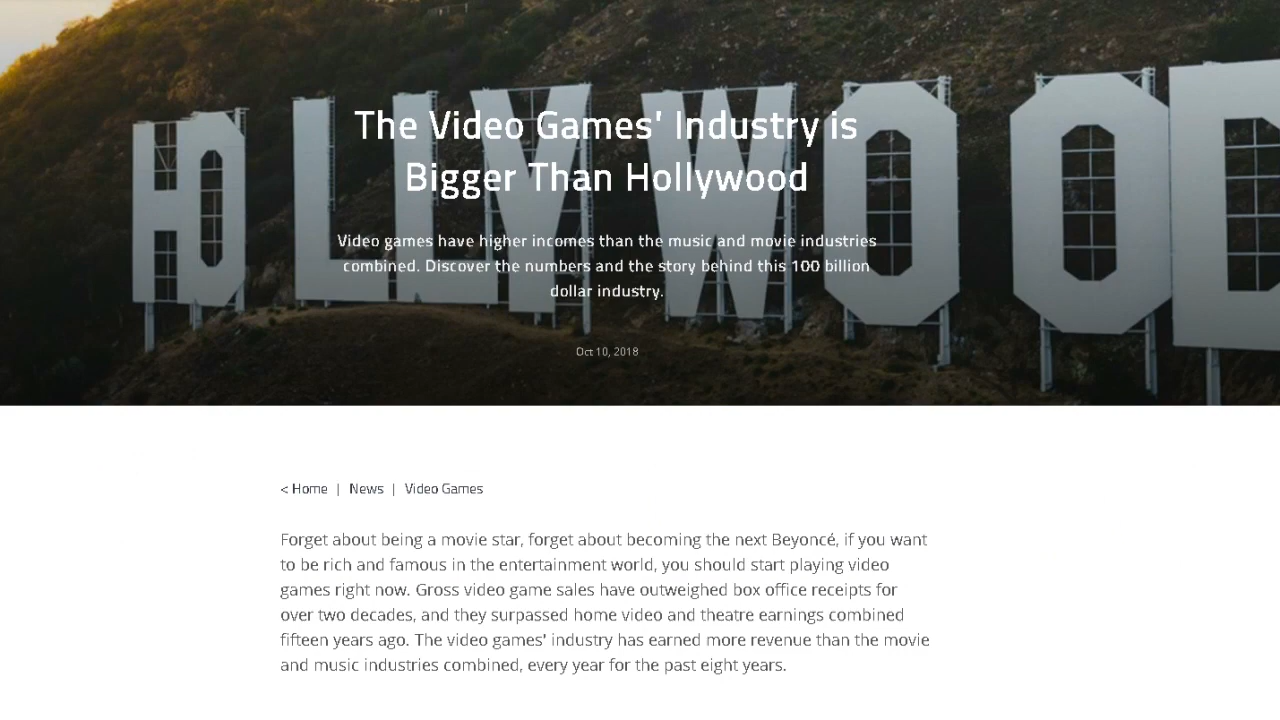 HOLLYWOOD
The Video Games' Industry is
Bigger Than Hollywood
Video games have higher incomes than the music and movie industries
combined. Discover the numbers and the story behind this 100 billion
dollar industry.
Oct 10, 2018
< Home | News | Video Games
Forget about being a movie star, forget about becoming the next Beyoncé, if you want
to be rich and famous in the entertainment world, you should start playing video
games right now. Gross video game sales have outweighed box office receipts for
over two decades, and they surpassed home video and theatre earnings combined
fifteen years ago. The video games' industry has earned more revenue than the movie
and music industries combined, every year for the past eight years.